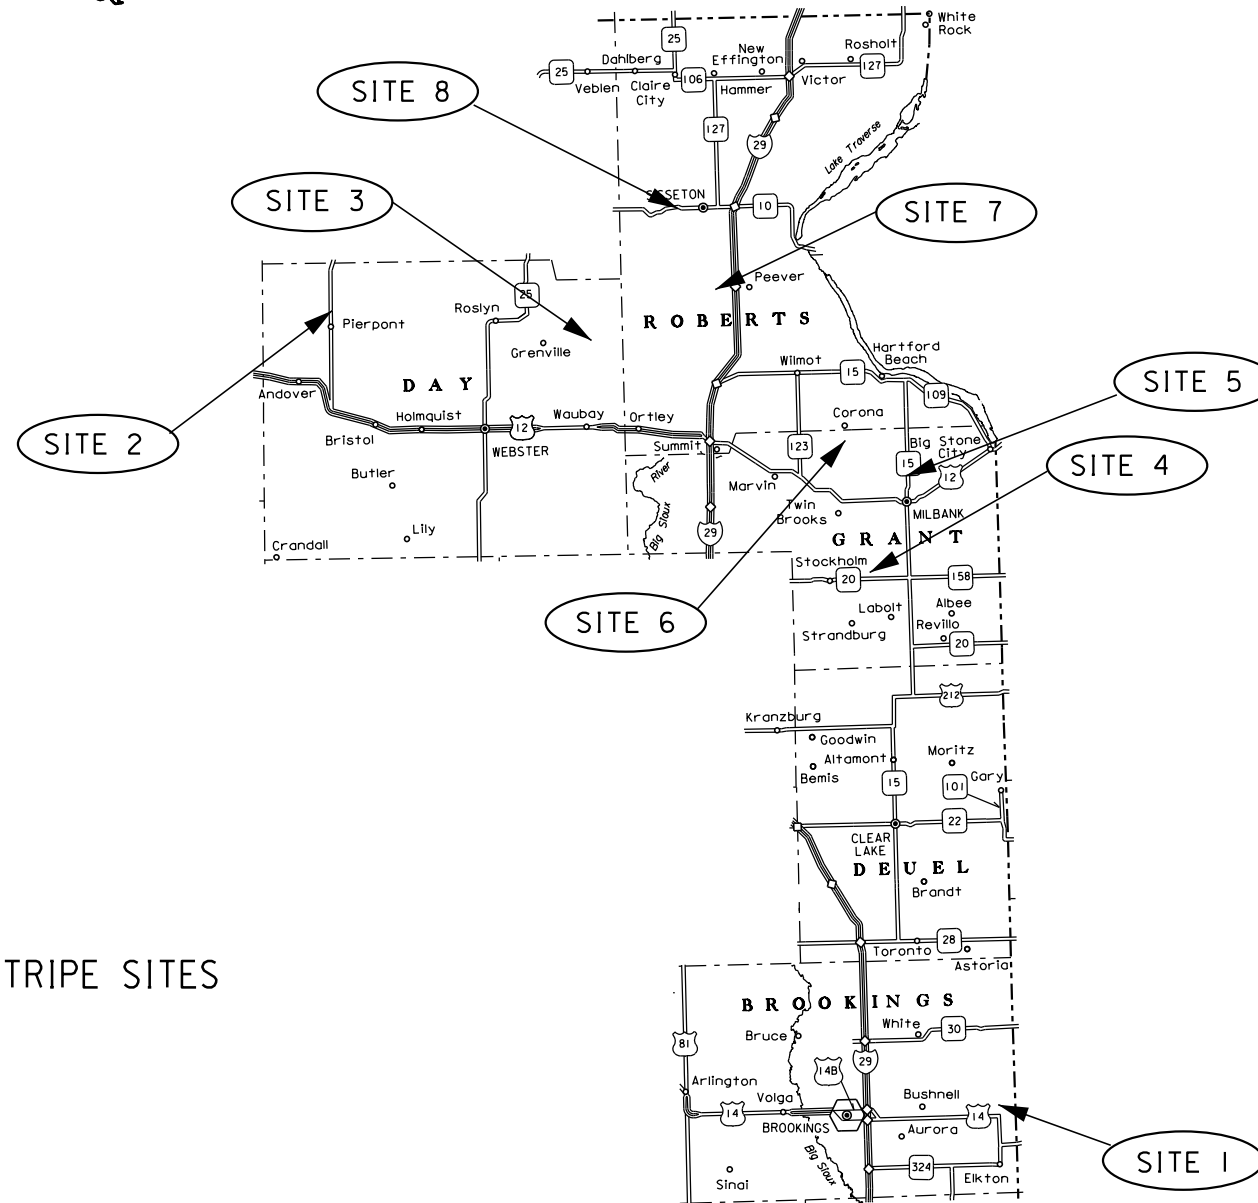 White
Rock
25
New
Effington
Rosholt
Dahlberg
25
106
127
Veblen
Claire
City
Hammer
Victor
SITE 8
127
29
Lake Traverse
SISSETON
SITE 3
10
SITE 7
Peever
25
Roslyn
Pierpont
ROBERTS
Grenville
Hartford
Beach
Wilmot
15
SITE 5
DAY
Andover
109
Holmquist
Waubay
Ortley
Corona
12
SITE 2
Bristol
WEBSTER
Summit
123
Big Stone
City
15
SITE 4
12
Butler
River
Marvin
Twin
Brooks
MILBANK
Lily
Big Sioux
29
GRANT
Crandall
Stockholm
20
158
Labolt
Albee
SITE 6
Strandburg
Revillo
20
212
Kranzburg
Goodwin
Altamont
Moritz
Bemis
15
101
Gary
22
CLEAR
LAKE
DEUEL
Brandt
28
Toronto
Astoria
TRIPE SITES
BROOKINGS
White
30
Bruce
81
29
14B
Arlington
Volga
Bushnell
14
14
BROOKINGS
Aurora
SITE 1
Big Sioux
324
Elkton
Sinai